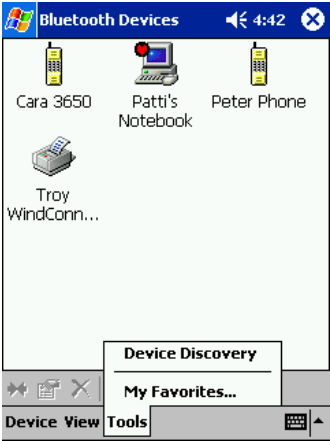 Bluetooth Devices 4:42
Cara 3650 Patti's Peter Phone
Notebook
Troy
WindConn...
Device Discovery
My Favorites...
Device View Tools